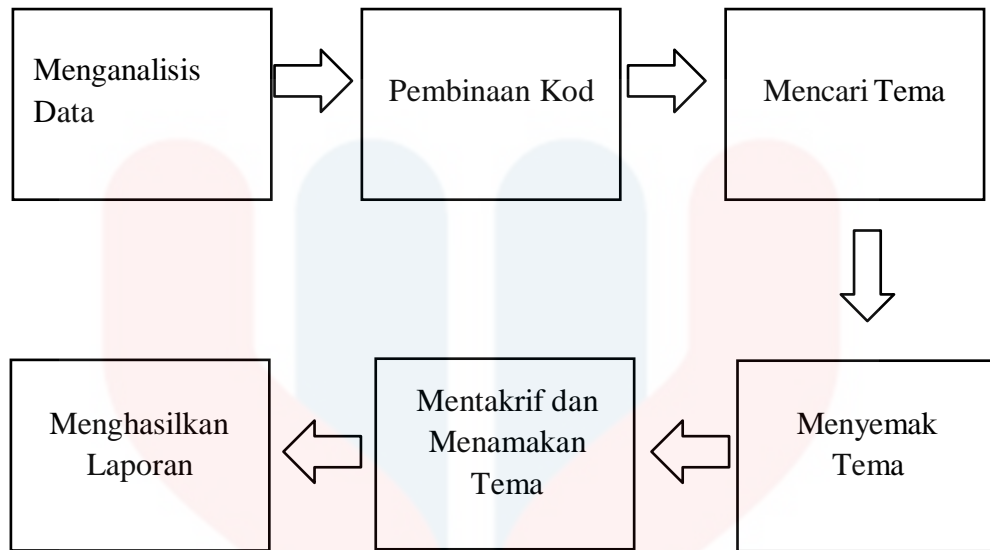 Menganalisis
Data
Pembinaan Kod
Mencari Tema
Menyemak
Tema
Mentakrif dan
Menamakan
Tema
Menghasilkan
Laporan